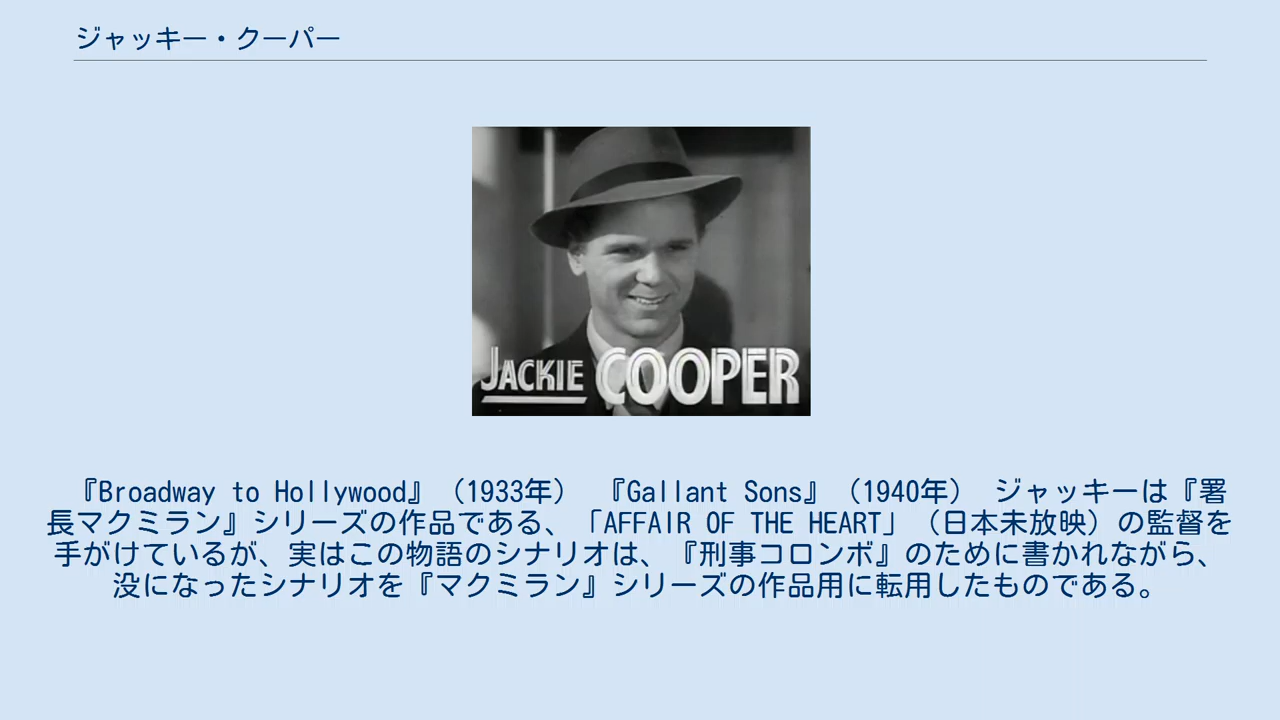 ジャッキー・クーパー
JACKIE COOPER
『Broadway to Hollywood』（1933年）　『Gallant Sons』（1940年）　ジャッキーは『署
長マクミラン』シリーズの作品である、「AFFAIR OF THE HEART」（日本未放映）の監督を
手がけているが、実はこの物語のシナリオは、『刑事コロンボ』のために書かれながら、
没になったシナリオを『マクミラン』シリーズの作品用に転用したものである。